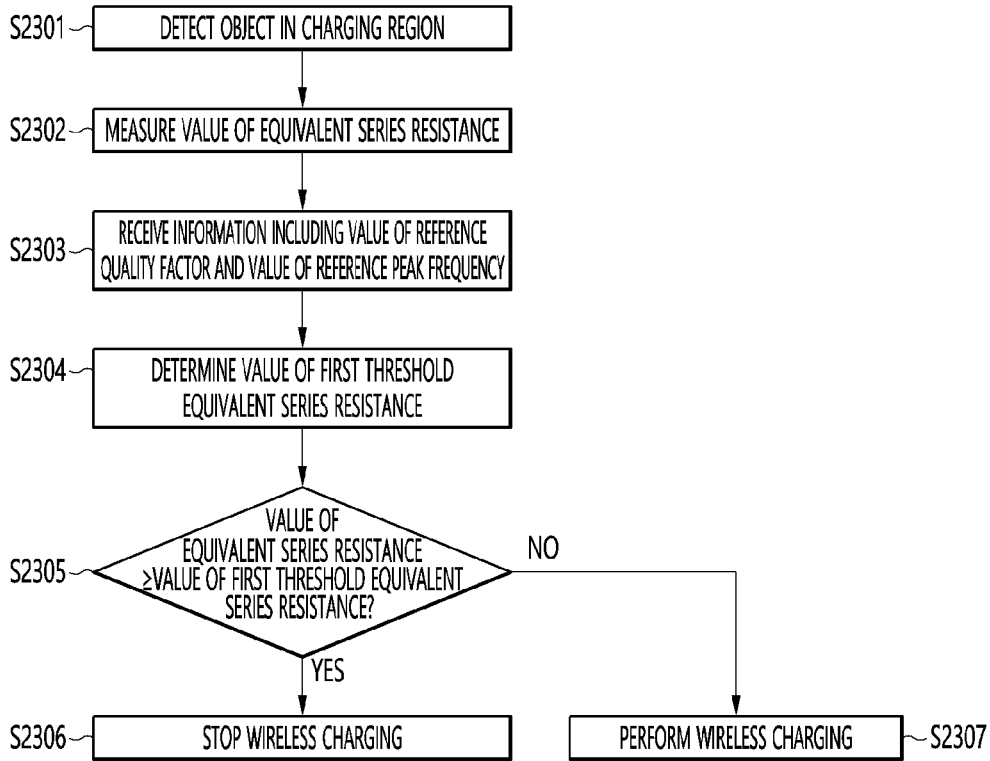 S2301
DETECT OBJECT IN CHARGING REGION
S2302
MEASURE VALUE OF EQUIVALENT SERIES RESISTANCE
S2303
RECEIVE INFORMATION INCLUDING VALUE OF REFERENCE
QUALITY FACTOR AND VALUE OF REFERENCE PEAK FREQUENCY
S2304
DETERMINE VALUE OF FIRST THRESHOLD
EQUIVALENT SERIES RESISTANCE
S2305
VALUE OF
EQUIVALENT SERIES RESISTANCE
≥VALUE OF FIRST THRESHOLD EQUIVALENT
SERIES RESISTANCE?
NO
YES
S2306
STOP WIRELESS CHARGING
PERFORM WIRELESS CHARGING
S2307